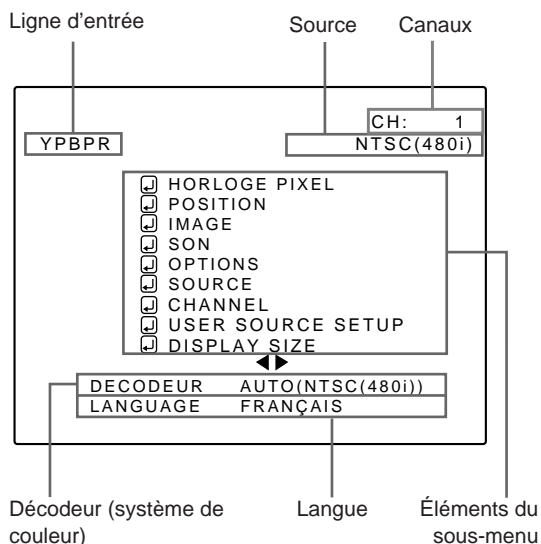 Ligne d'entrée
Source
Canaux
CH: 1
YPBPR
NTSC(480i)
HORLOGE PIXEL
POSITION
IMAGE
SON
OPTIONS
SOURCE
CHANNEL
USER SOURCE SETUP
DISPLAY SIZE
DECODEUR AUTO(NTSC(480i))
LANGUAGE FRANÇAIS
Décodeur (système de
couleur)
Langue
Éléments du
sous-menu